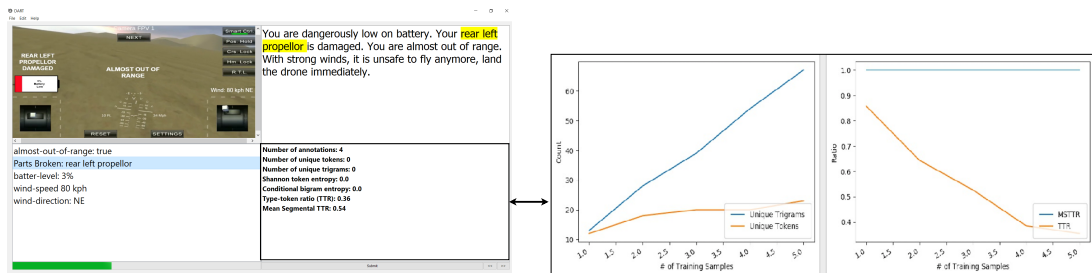 DART
File Edit Help
NEXT
Smart Ctrl
Pos. Hold
Crs. Lock
Hm. Lock
R.T.L.
REAR LEFT
PROPELLOR
DAMAGED
ALMOST OUT OF
RANGE
Wind: 80 kph NE
RESET
SETTINGS
You are dangerously low on battery. Your rear left
propellor is damaged. You are almost out of range.
With strong winds, it is unsafe to fly anymore, land
the drone immediately.
almost-out-of-range: true
Parts Broken: rear left propellor
batter-level: 3%
wind-speed 80 kph
wind-direction: NE
Number of annotations: 4
Number of unique tokens: 0
Number of unique trigrams: 0
Shannon token entropy: 0.0
Conditional bigram entropy: 0.0
Type-token ratio (TTR): 0.36
Mean Segmental TTR: 0.54
Submit
<< >>
Count
60
50
40
30
20
10
1.0 1.5 2.0 2.5 3.0 3.5 4.0 4.5 5.0
# of Training Samples
Unique Trigrams
Unique Tokens
Ratio
1.0
0.9
0.8
0.7
0.6
0.5
0.4
1.0 1.5 2.0 2.5 3.0 3.5 4.0 4.5 5.0
# of Training Samples
MSTTR
TTR